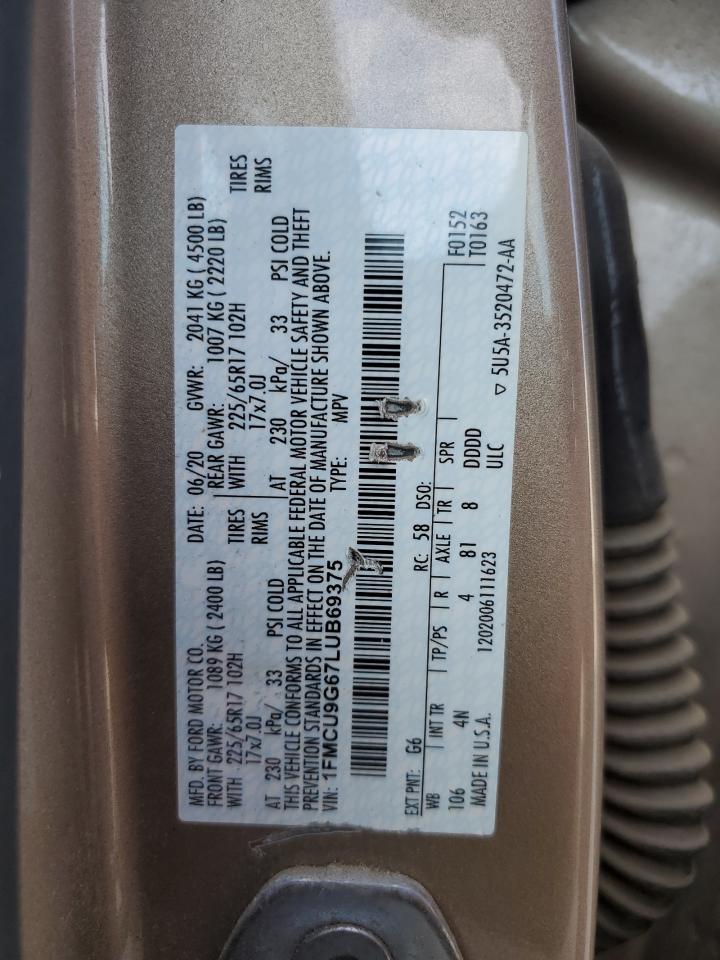 MFD. BY FORD MOTOR CO. DATE: 06/20 GVWR: 2041 KG ( 4500 LB)
FRONT GAWR: 1089 KG ( 2400 LB) REAR GAWR: 1007 KG ( 2220 LB)
WITH 225/65R17 102H TIRES WITH 225/65R17 102H TIRES
17x7.0J RIMS 17x7.0J RIMS
AT 230 kPa/ 33 PSI COLD AT 230 kPa/ 33 PSI COLD
THIS VEHICLE CONFORMS TO ALL APPLICABLE FEDERAL MOTOR VEHICLE SAFETY AND THEFT
PREVENTION STANDARDS IN EFFECT ON THE DATE OF MANUFACTURE SHOWN ABOVE.
VIN: 1FMCU9G67LUB69375 TYPE: MPV
EXT PNT: G6 RC: 58 DSO: F0152
WB INT TR TP/PS R AXLE TR SPR T0163
106 4N 4 81 8 DDDD
MADE IN U.S.A. 1202006111623 ULC ▽ 5U5A-3520472-AA